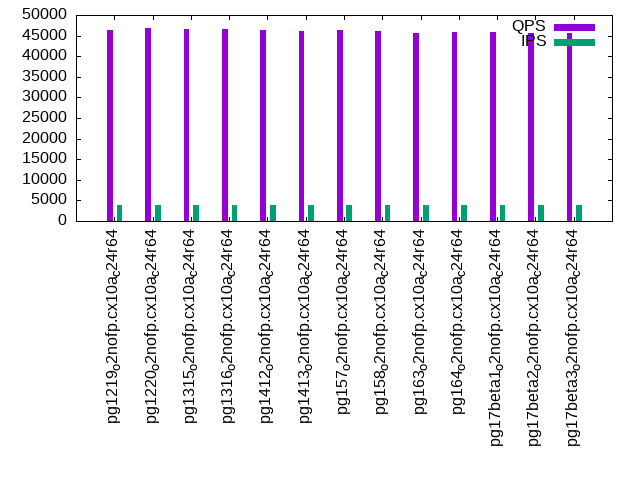 50000
45000
40000
35000
30000
25000
20000
15000
10000
5000
0
QPS
IPS
pg1219o2nofp.cx10ac24r64
pg1220o2nofp.cx10ac24r64
pg1315o2nofp.cx10ac24r64
pg1316o2nofp.cx10ac24r64
pg1412o2nofp.cx10ac24r64
pg1413o2nofp.cx10ac24r64
pg157o2nofp.cx10ac24r64
pg158o2nofp.cx10ac24r64
pg163o2nofp.cx10ac24r64
pg164o2nofp.cx10ac24r64
pg17beta1o2nofp.cx10ac24r64
pg17beta2o2nofp.cx10ac24r64
pg17beta3o2nofp.cx10ac24r64